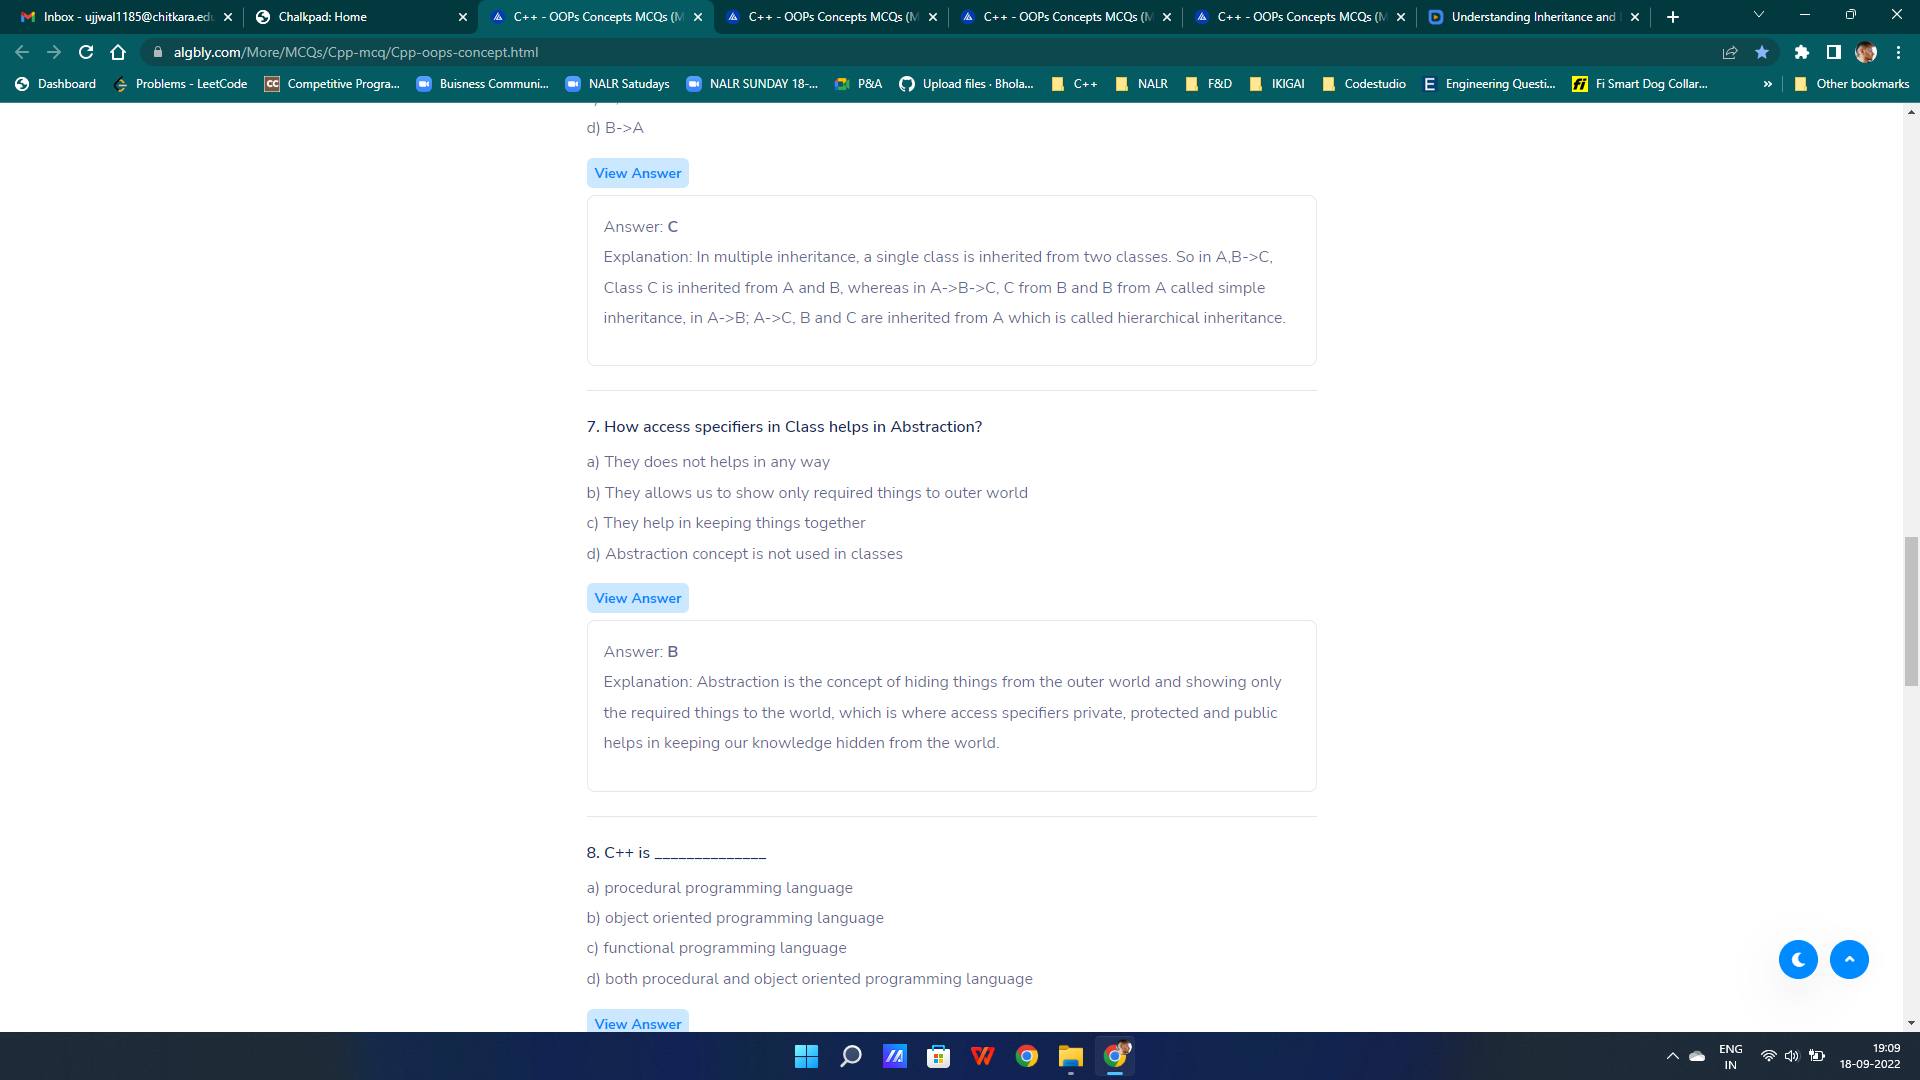 Inbox - ujjwal1185@chitkara.edu
Chalkpad: Home
C++ - OOPs Concepts MCQs (M
C++ - OOPs Concepts MCQs (M
C++ - OOPs Concepts MCQs (M
C++ - OOPs Concepts MCQs (M
Understanding Inheritance and
algbly.com/More/MCQs/Cpp-mcq/Cpp-oops-concept.html
Dashboard
Problems - LeetCode
CC
Competitive Progra...
Buisness Communi...
NALR Satudays
NALR SUNDAY 18-...
P&A
Upload files · Bhola...
C++
NALR
F&D
IKIGAI
Codestudio
E
Engineering Questi...
fi
Fi Smart Dog Collar...
»
Other bookmarks
d) B->A
View Answer
Answer: C
Explanation: In multiple inheritance, a single class is inherited from two classes. So in A,B->C,
Class C is inherited from A and B, whereas in A->B->C, C from B and B from A called simple
inheritance, in A->B; A->C, B and C are inherited from A which is called hierarchical inheritance.
7. How access specifiers in Class helps in Abstraction?
a) They does not helps in any way
b) They allows us to show only required things to outer world
c) They help in keeping things together
d) Abstraction concept is not used in classes
View Answer
Answer: B
Explanation: Abstraction is the concept of hiding things from the outer world and showing only
the required things to the world, which is where access specifiers private, protected and public
helps in keeping our knowledge hidden from the world.
8. C++ is ______________
a) procedural programming language
b) object oriented programming language
c) functional programming language
d) both procedural and object oriented programming language
View Answer
ENG
IN
19:09
18-09-2022